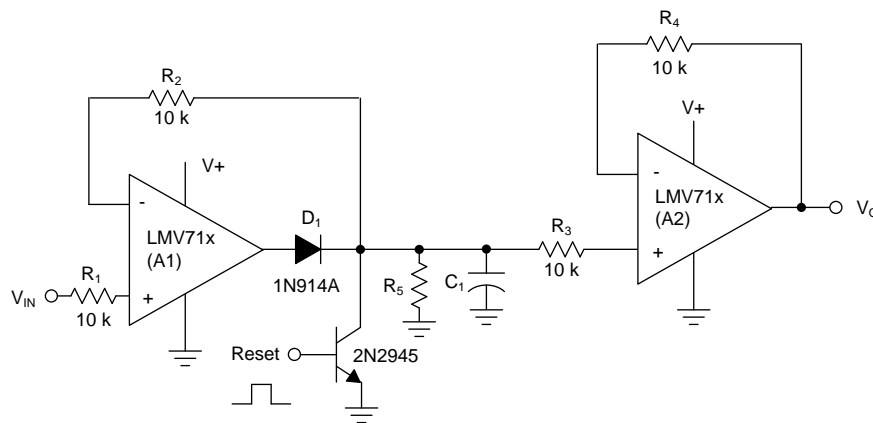 R4
10 k
R2
10 k
V+
V+
-
LMV71x
(A2)
+
VO
-
LMV71x
(A1)
+
D1
1N914A
R3
10 k
R1
10 k
VIN
R5
C1
Reset
2N2945